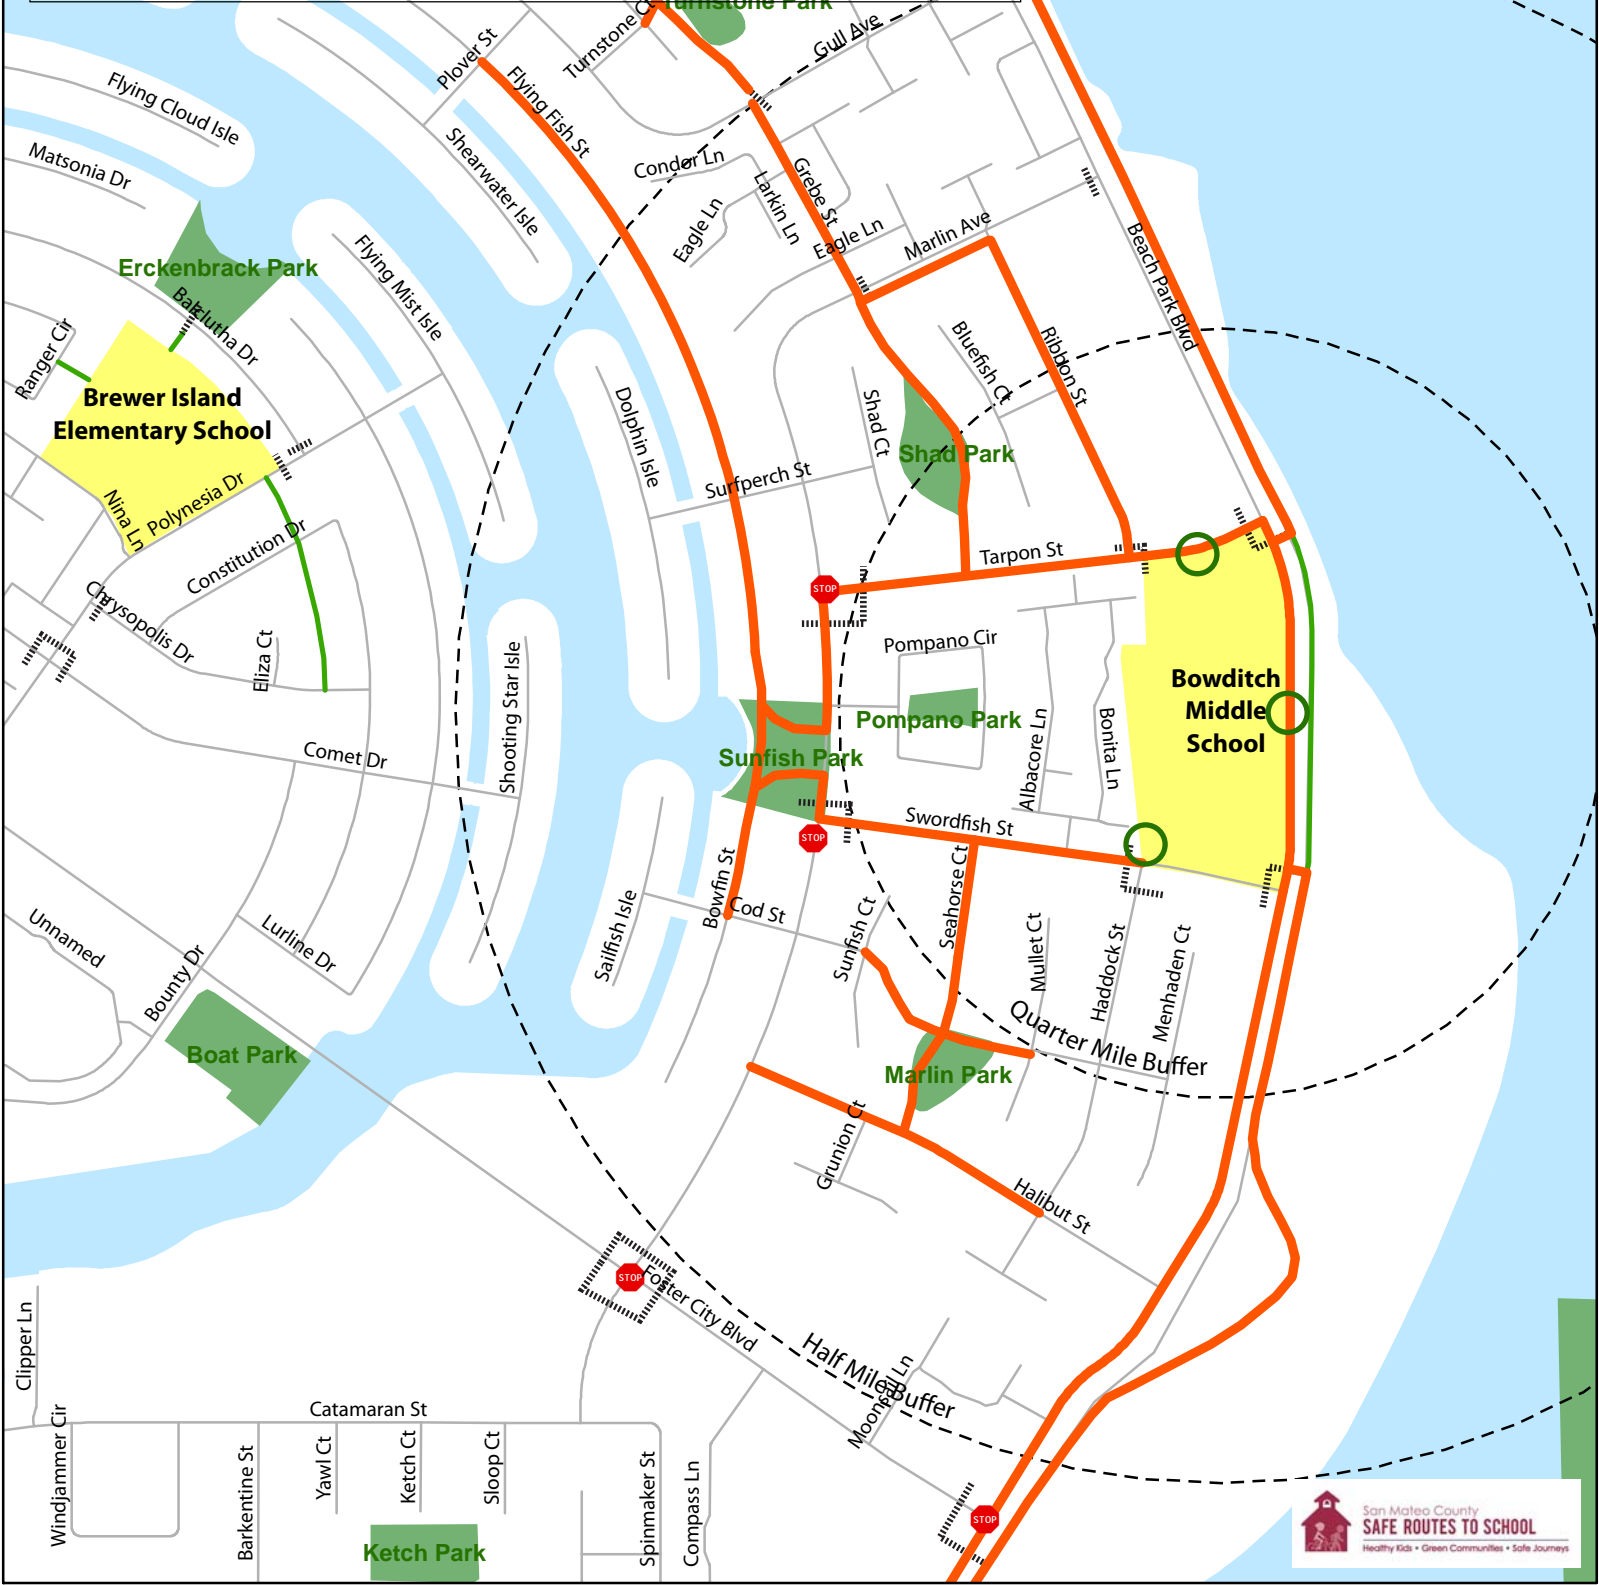 Turnstone Park
Turnstone Ct
Gull Ave
Plover St
Flying Fish St
Flying Cloud Isle
Matsonia Dr
Shearwater Isle
Condor Ln
Larkin Ln
Grebe St
Eagle Ln
Eagle Ln
Marlin Ave
Beach Park Blvd
Erckenbrack Park
Flying Mist Isle
Balclutha Dr
Ranger Cir
Brewer Island
Elementary School
Bluefish Ct
Ribbon St
Dolphin Isle
Shad Ct
Shad Park
Surfperch St
Nina Ln
Polynesia Dr
Constitution Dr
Tarpon St
STOP
Chrysopolis Dr
Eliza Ct
Pompano Cir
Shooting Star Isle
Pompano Park
Bowditch
Middle
School
Albacore Ln
Bonita Ln
Sunfish Park
Comet Dr
Swordfish St
STOP
Bowfin St
Cod St
Sailfish Isle
Sunfish Ct
Seahorse Ct
Mullet Ct
Haddock St
Menhaden Ct
Unnamed
Lurline Dr
Bounty Dr
Quarter Mile Buffer
Boat Park
Marlin Park
Grunion Ct
Halibut St
STOP
Foster City Blvd
Half Mile Buffer
Moonsail Ln
Clipper Ln
Windjammer Cir
Catamaran St
Barkentine St
Yawl Ct
Ketch Ct
Sloop Ct
Spinmaker St
Compass Ln
STOP
Ketch Park
San Mateo County
SAFE ROUTES TO SCHOOL
Healthy Kids • Green Communities • Safe Journeys